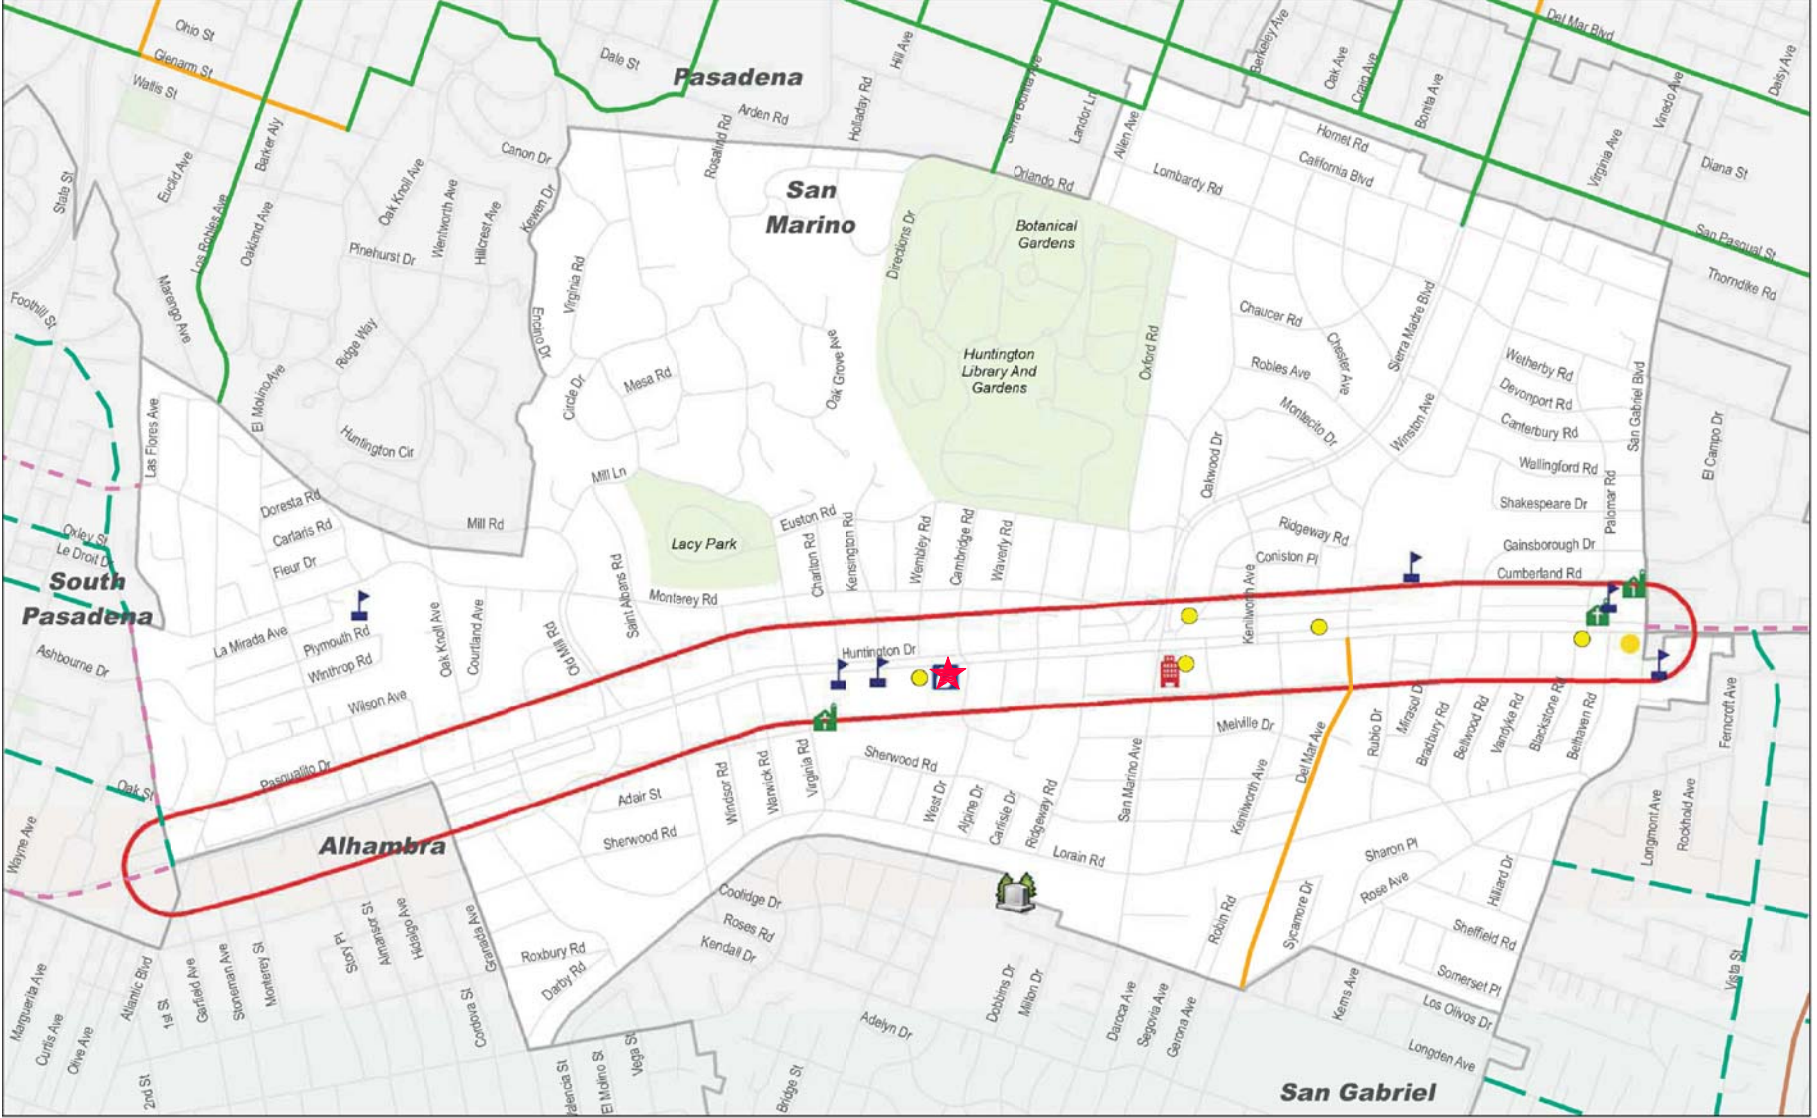 Ohio St
Glenarm St
Wallis St
Dale St
Pasadena
Hill Ave
Arden Rd
Holladay Rd
Sierra Bonita Ave
Landor Ln
Allen Ave
Berkeley Ave
Oak Ave
Craig Ave
Bonita Ave
Del Mar Blvd
Daisy Ave
Vinedo Ave
Virginia Ave
Diana St
San Pasqual St
Thorndike Rd
Hornet Rd
California Blvd
Lombardy Rd
Orlando Rd
Rosalind Rd
Canon Dr
Kewen Dr
Barker Aly
Euclid Ave
State St
Los Robles Ave
Oakland Ave
Oak Knoll Ave
Wentworth Ave
Hillcrest Ave
Pinehurst Dr
San
Marino
Botanical
Gardens
Directions Dr
Huntington
Library And
Gardens
Oxford Rd
Virginia Rd
Encino Dr
Circle Dr
Mesa Rd
Oak Grove Ave
Marengo Ave
Foothill St
Ridge Way
El Molino Ave
Huntington Cir
Las Flores Ave
Chaucer Rd
Chester Ave
Robles Ave
Montecito Dr
Sierra Madre Blvd
Winston Ave
Oakwood Dr
Wetherby Rd
Devonport Rd
Canterbury Rd
Wallingford Rd
Shakespeare Dr
Gainsborough Dr
Cumberland Rd
Palomar Rd
San Gabriel Blvd
El Campo Dr
Mill Ln
Mill Rd
Doresta Rd
Carlaris Rd
Fleur Dr
Lacy Park
Euston Rd
Charlton Rd
Kensington Rd
Wembley Rd
Cambridge Rd
Waverly Rd
Ridgeway Rd
Coniston Pl
Kenilworth Ave
Monterey Rd
Saint Albans Rd
Old Mill Rd
Oxley St
Le Droit Dr
South
Pasadena
Ashbourne Dr
La Mirada Ave
Plymouth Rd
Winthrop Rd
Wilson Ave
Oak Knoll Ave
Courtland Ave
Huntington Dr
Pasqualito Dr
Oak St
Wayne Ave
Alhambra
Adair St
Sherwood Rd
Windsor Rd
Warwick Rd
Virginia Rd
Sherwood Rd
West Dr
Alpine Dr
Carlisle Dr
Ridgeway Rd
San Marino Ave
Lorain Rd
Melville Dr
Kenilworth Ave
Del Mar Ave
Rubio Dr
Mirasol Dr
Bradbury Rd
Bellwood Rd
Vandyke Rd
Blackstone Rd
Belhaven Rd
Ferncroft Ave
Longmont Ave
Rockhold Ave
Sharon Pl
Rose Ave
Hilliard Dr
Sheffield Rd
Somerset Pl
Los Olivos Dr
Longden Ave
Sycamore Dr
Robin Rd
Kerns Ave
Vista St
Coolidge Dr
Roses Rd
Kendall Dr
Roxbury Rd
Darby Rd
Granada Ave
Hidalgo Ave
Almansor St
Story Pl
Monterey St
Stoneman Ave
Garfield Ave
1st St
Atlantic Blvd
Marguerita Ave
Curtis Ave
Olive Ave
2nd St
Cordova St
El Molino St
Vega St
Bridge St
Adelyn Dr
Dobbins Dr
Milton Dr
Daroca Ave
Segovia Ave
Gerona Ave
San Gabriel